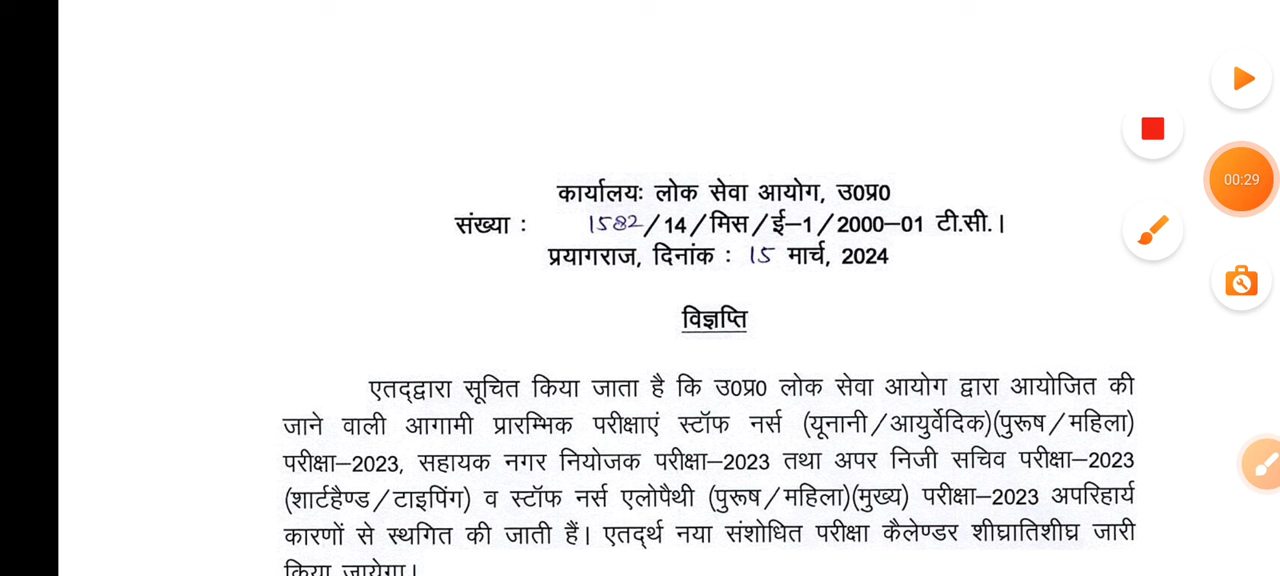 कार्यालयः लोक सेवा आयोग, उ0प्र0
संख्या : 1582/14/मिस/ई–1/2000–01 टी.सी.।
प्रयागराज, दिनांक : 15 मार्च, 2024
विज्ञप्ति
एतद्द्वारा सूचित किया जाता है कि उ0प्र0 लोक सेवा आयोग द्वारा आयोजित की
जाने वाली आगामी प्रारम्भिक परीक्षाएं स्टॉफ नर्स (यूनानी/आयुर्वेदिक)(पुरूष/महिला)
परीक्षा–2023, सहायक नगर नियोजक परीक्षा–2023 तथा अपर निजी सचिव परीक्षा–2023
(शार्टहैण्ड/टाइपिंग) व स्टॉफ नर्स एलोपैथी (पुरूष/महिला)(मुख्य) परीक्षा–2023 अपरिहार्य
कारणों से स्थगित की जाती हैं। एतदर्थ नया संशोधित परीक्षा कैलेण्डर शीघ्रातिशीघ्र जारी
किया जायेगा।
00:29